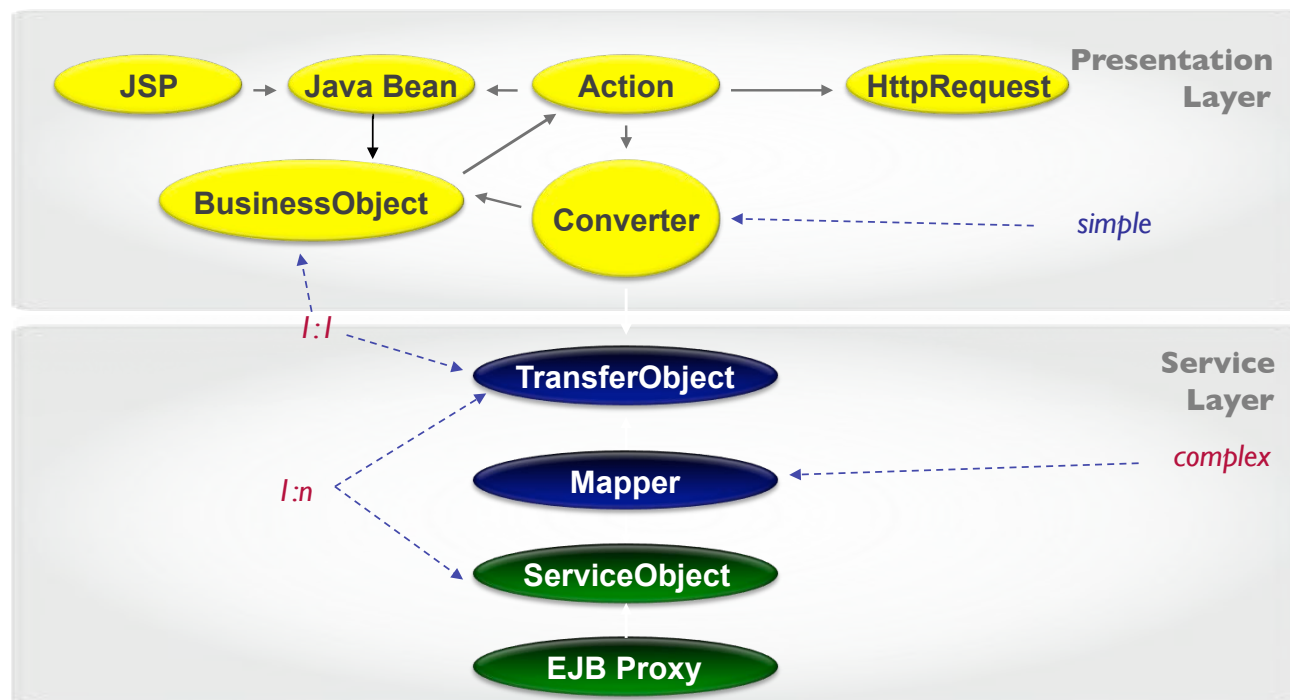 Presentation
Layer
JSP
Java Bean
Action
HttpRequest
BusinessObject
Converter
simple
1:1
Service
Layer
TransferObject
complex
Mapper
1:n
ServiceObject
EJB Proxy